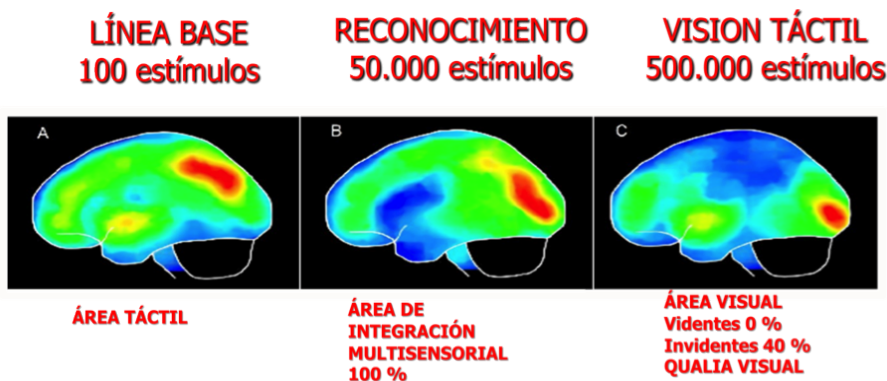 LÍNEA BASE
100 estímulos
RECONOCIMIENTO
50.000 estímulos
VISION TÁCTIL
500.000 estímulos
A
B
C
ÁREA TÁCTIL
ÁREA DE
INTEGRACIÓN
MULTISENSORIAL
100 %
ÁREA VISUAL
Videntes 0 %
Invidentes 40 %
QUALIA VISUAL